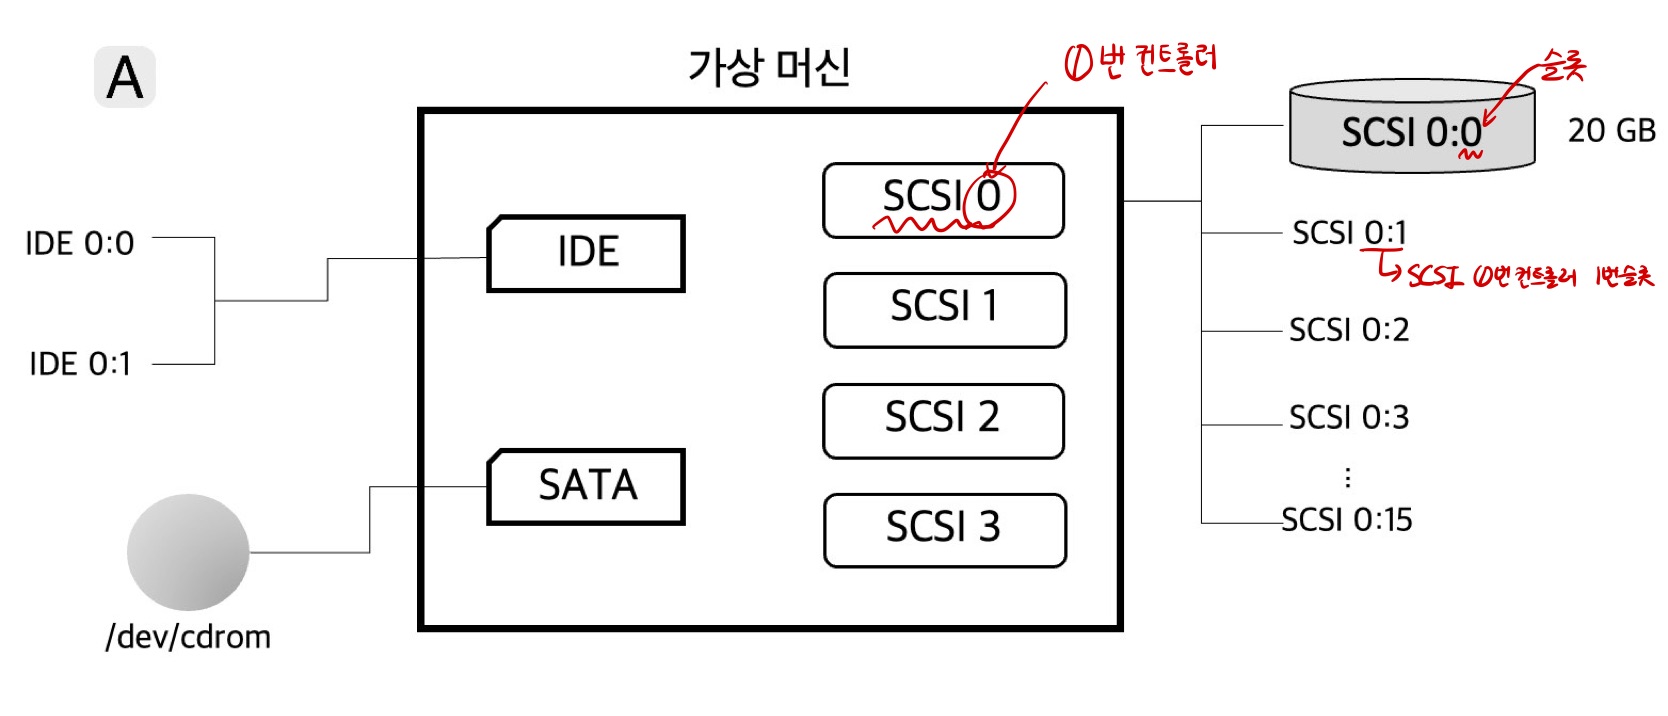 A
가상 머신
0번 컨트롤러
슬롯
SCSI 0:0
20 GB
SCSI 0
IDE
IDE 0:0
SCSI 0:1
SCSI 0번 컨트롤러 1번 슬롯
SCSI 1
SCSI 0:2
IDE 0:1
SCSI 2
SCSI 0:3
⋮
SATA
SCSI 3
SCSI 0:15
/dev/cdrom